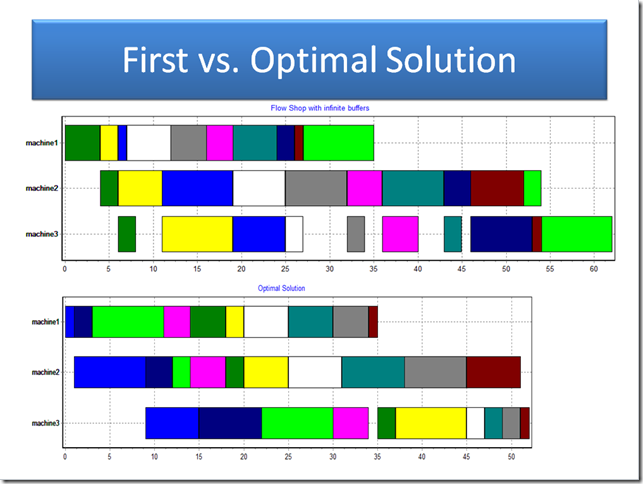 First vs. Optimal Solution
Flow Shop with infinite buffers
machine1
machine2
machine3
0 5 10 15 20 25 30 35 40 45 50 55 60
Optimal Solution
machine1
machine2
machine3
0 5 10 15 20 25 30 35 40 45 50